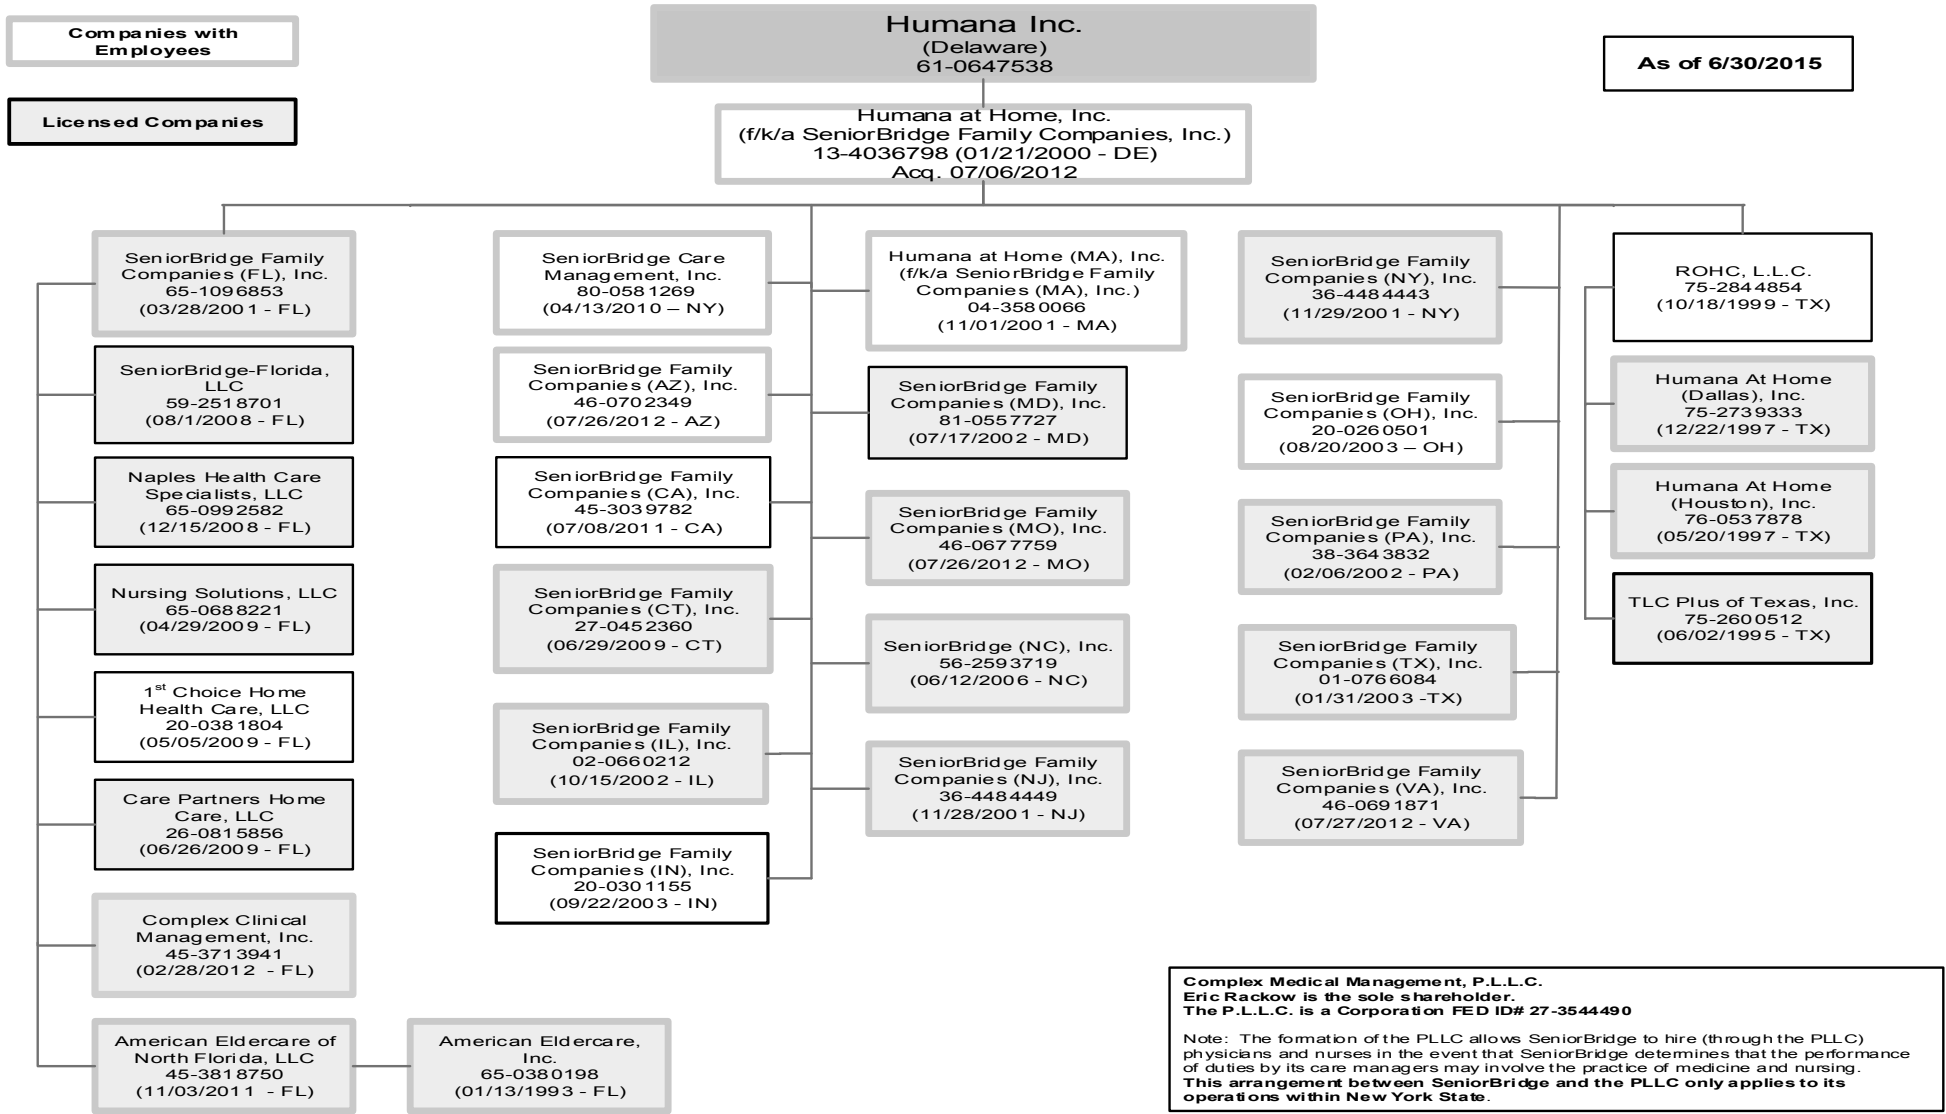 Companies with
Employees
Licensed Companies
Humana Inc.
(Delaware)
61-0647538
As of 6/30/2015
Humana at Home, Inc.
(f/k/a SeniorBridge Family Companies, Inc.)
13-4036798 (01/21/2000 - DE)
Acq. 07/06/2012
SeniorBridge Family
Companies (FL), Inc.
65-1096853
(03/28/2001 - FL)
SeniorBridge-Florida,
LLC
59-2518701
(08/1/2008 - FL)
Naples Health Care
Specialists, LLC
65-0992582
(12/15/2008 - FL)
Nursing Solutions, LLC
65-0688221
(04/29/2009 - FL)
1st Choice Home
Health Care, LLC
20-0381804
(05/05/2009 - FL)
Care Partners Home
Care, LLC
26-0815856
(06/26/2009 - FL)
Complex Clinical
Management, Inc.
45-3713941
(02/28/2012 - FL)
American Eldercare of
North Florida, LLC
45-3818750
(11/03/2011 - FL)
American Eldercare,
Inc.
65-0380198
(01/13/1993 - FL)
SeniorBridge Care
Management, Inc.
80-0581269
(04/13/2010 – NY)
SeniorBridge Family
Companies (AZ), Inc.
46-0702349
(07/26/2012 - AZ)
SeniorBridge Family
Companies (CA), Inc.
45-3039782
(07/08/2011 - CA)
SeniorBridge Family
Companies (CT), Inc.
27-0452360
(06/29/2009 - CT)
SeniorBridge Family
Companies (IL), Inc.
02-0660212
(10/15/2002 - IL)
SeniorBridge Family
Companies (IN), Inc.
20-0301155
(09/22/2003 - IN)
Humana at Home (MA), Inc.
(f/k/a SeniorBridge Family
Companies (MA), Inc.)
04-3580066
(11/01/2001 - MA)
SeniorBridge Family
Companies (MD), Inc.
81-0557727
(07/17/2002 - MD)
SeniorBridge Family
Companies (MO), Inc.
46-0677759
(07/26/2012 - MO)
SeniorBridge (NC), Inc.
56-2593719
(06/12/2006 - NC)
SeniorBridge Family
Companies (NJ), Inc.
36-4484449
(11/28/2001 - NJ)
SeniorBridge Family
Companies (NY), Inc.
36-4484443
(11/29/2001 - NY)
SeniorBridge Family
Companies (OH), Inc.
20-0260501
(08/20/2003 – OH)
SeniorBridge Family
Companies (PA), Inc.
38-3643832
(02/06/2002 - PA)
SeniorBridge Family
Companies (TX), Inc.
01-0766084
(01/31/2003 -TX)
SeniorBridge Family
Companies (VA), Inc.
46-0691871
(07/27/2012 - VA)
ROHC, L.L.C.
75-2844854
(10/18/1999 - TX)
Humana At Home
(Dallas), Inc.
75-2739333
(12/22/1997 - TX)
Humana At Home
(Houston), Inc.
76-0537878
(05/20/1997 - TX)
TLC Plus of Texas, Inc.
75-2600512
(06/02/1995 - TX)
Complex Medical Management, P.L.L.C.
Eric Rackow is the sole shareholder.
The P.L.L.C. is a Corporation FED ID# 27-3544490
Note: The formation of the PLLC allows SeniorBridge to hire (through the PLLC)
physicians and nurses in the event that SeniorBridge determines that the performance
of duties by its care managers may involve the practice of medicine and nursing.
This arrangement between SeniorBridge and the PLLC only applies to its
operations within New York State.